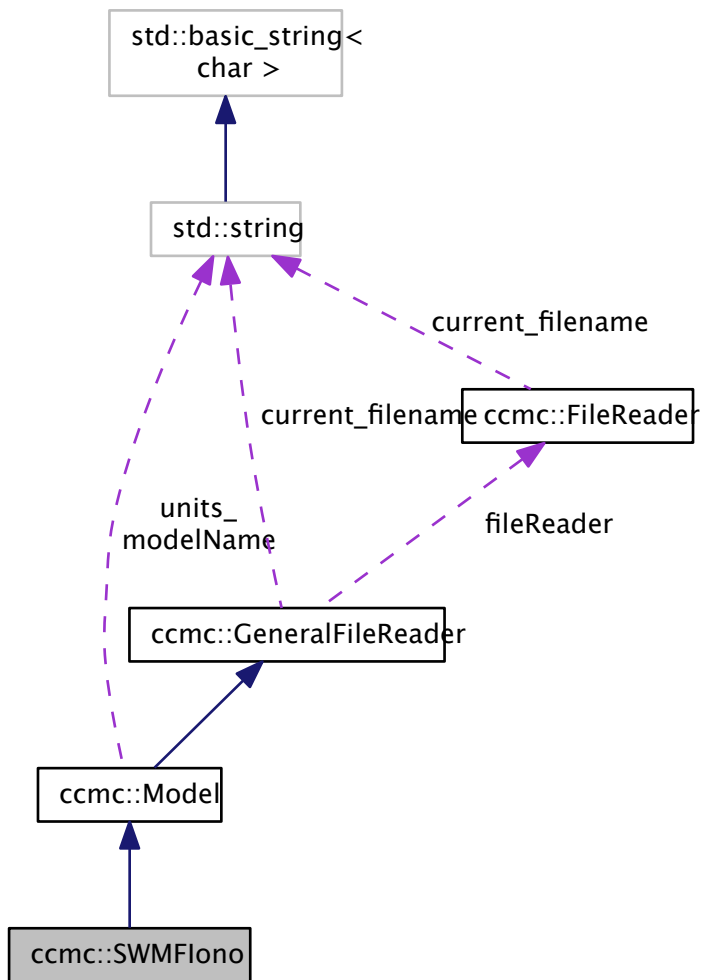 std::basic_string<
char >
std::string
current_filename
current_filename
ccmc::FileReader
units_
modelName
fileReader
ccmc::GeneralFileReader
ccmc::Model
ccmc::SWMFIono